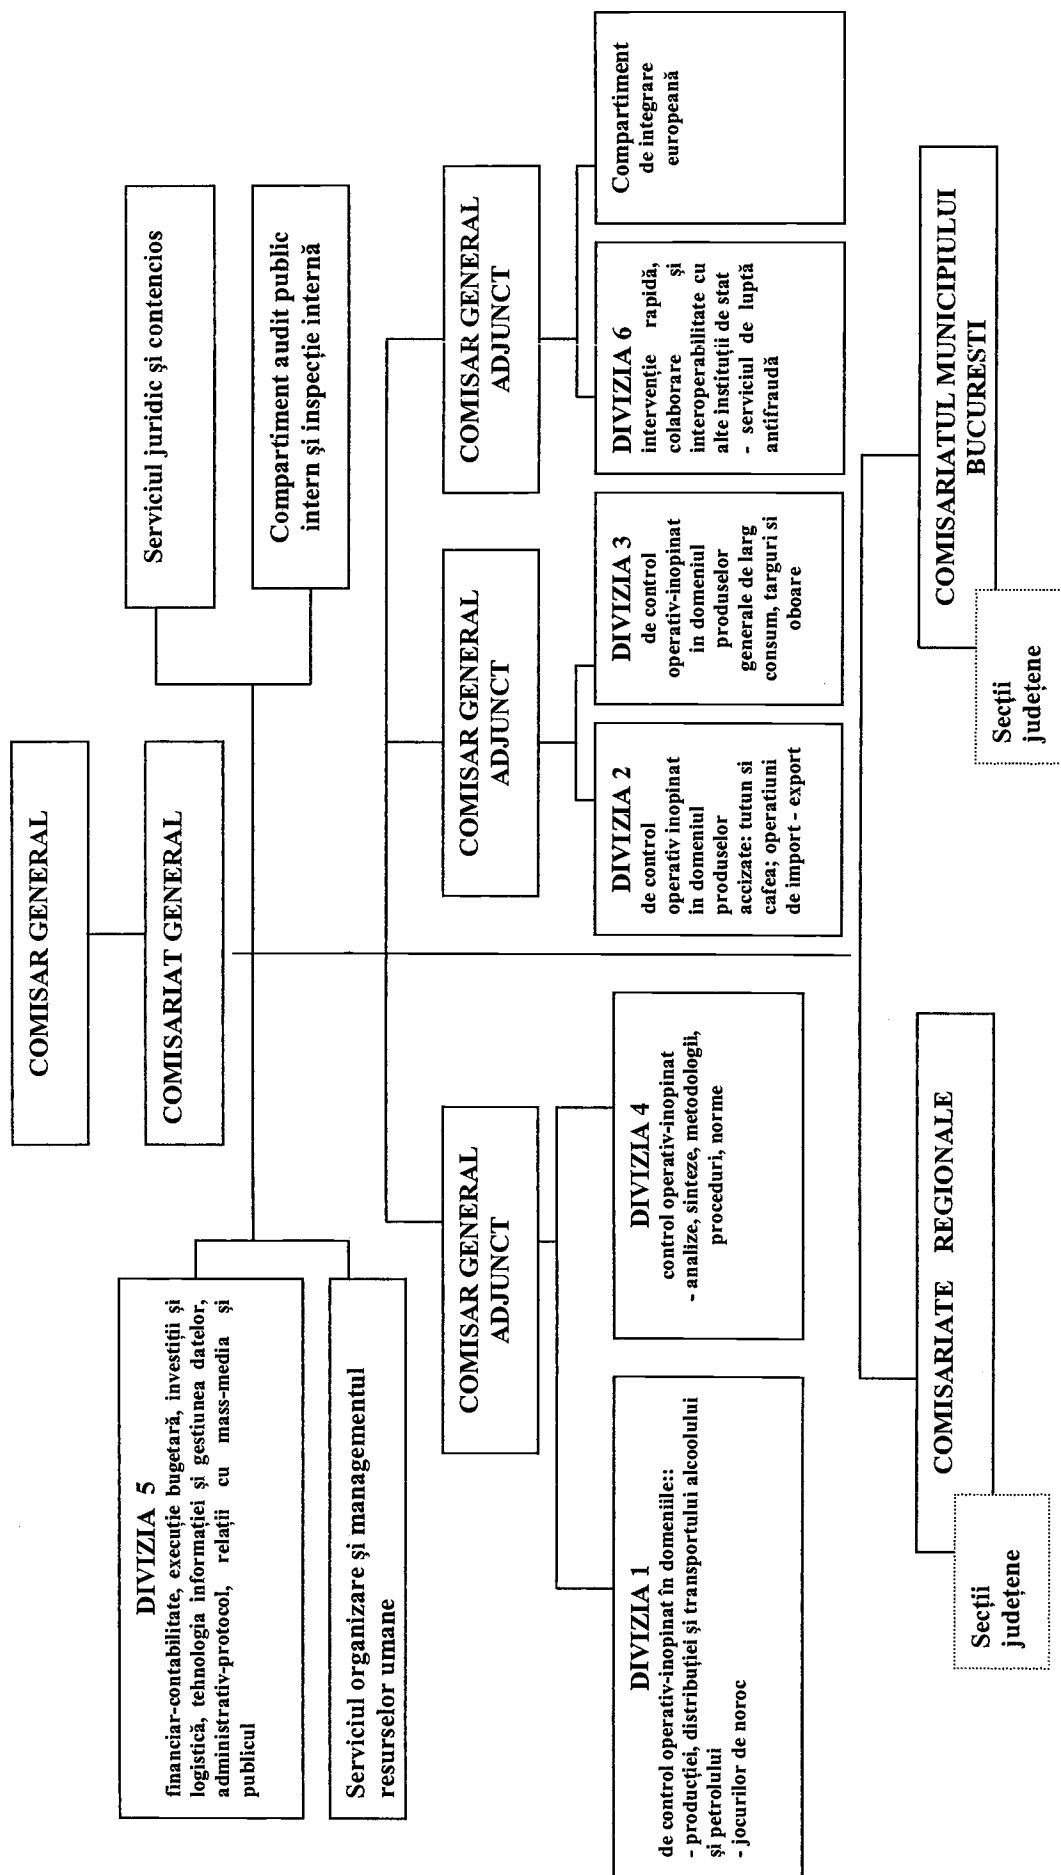 COMISAR GENERAL
COMISARIAT GENERAL
DIVIZIA 5
financiar-contabilitate, execuție bugetară, investiții și
logistică, tehnologia informației și gestiunea datelor,
administrativ-protocol, relații cu mass-media și
publicul
Serviciul organizare și managementul
resurselor umane
Serviciul juridic și contencios
Compartiment audit public
intern și inspecție internă
COMISAR GENERAL
ADJUNCT
COMISAR GENERAL
ADJUNCT
COMISAR GENERAL
ADJUNCT
DIVIZIA 1
de control operativ-inopinat în domeniile::
- producției, distribuției și transportului alcoolului
și petrolului
- jocurilor de noroc
DIVIZIA 4
control operativ-inopinat
- analize, sinteze, metodologii,
proceduri, norme
DIVIZIA 2
de control
operativ inopinat
in domeniul
produselor
accizate: tutun si
cafea; operatiuni
de import - export
DIVIZIA 3
de control
operativ-inopinat
in domeniul
produselor
generale de larg
consum, targuri si
oboare
DIVIZIA 6
intervenție rapidă,
colaborare și
interoperabilitate cu
alte instituții de stat
- serviciul de luptă
antifraudă
Compartiment
de integrare
europeană
COMISARIATE REGIONALE
Secții
județene
COMISARIATUL MUNICIPIULUI
BUCURESTI
Secții
județene